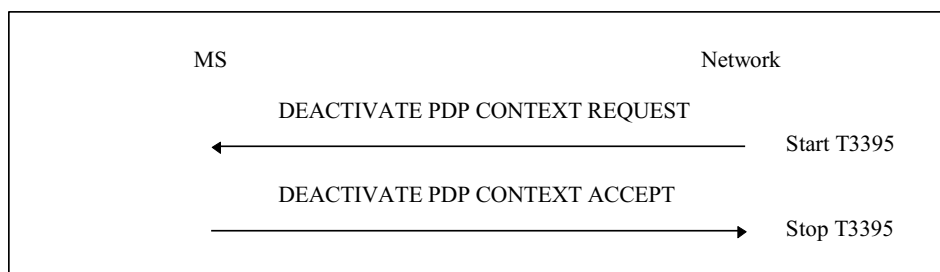 MS Network
DEACTIVATE PDP CONTEXT REQUEST
Start T3395
DEACTIVATE PDP CONTEXT ACCEPT
Stop T3395